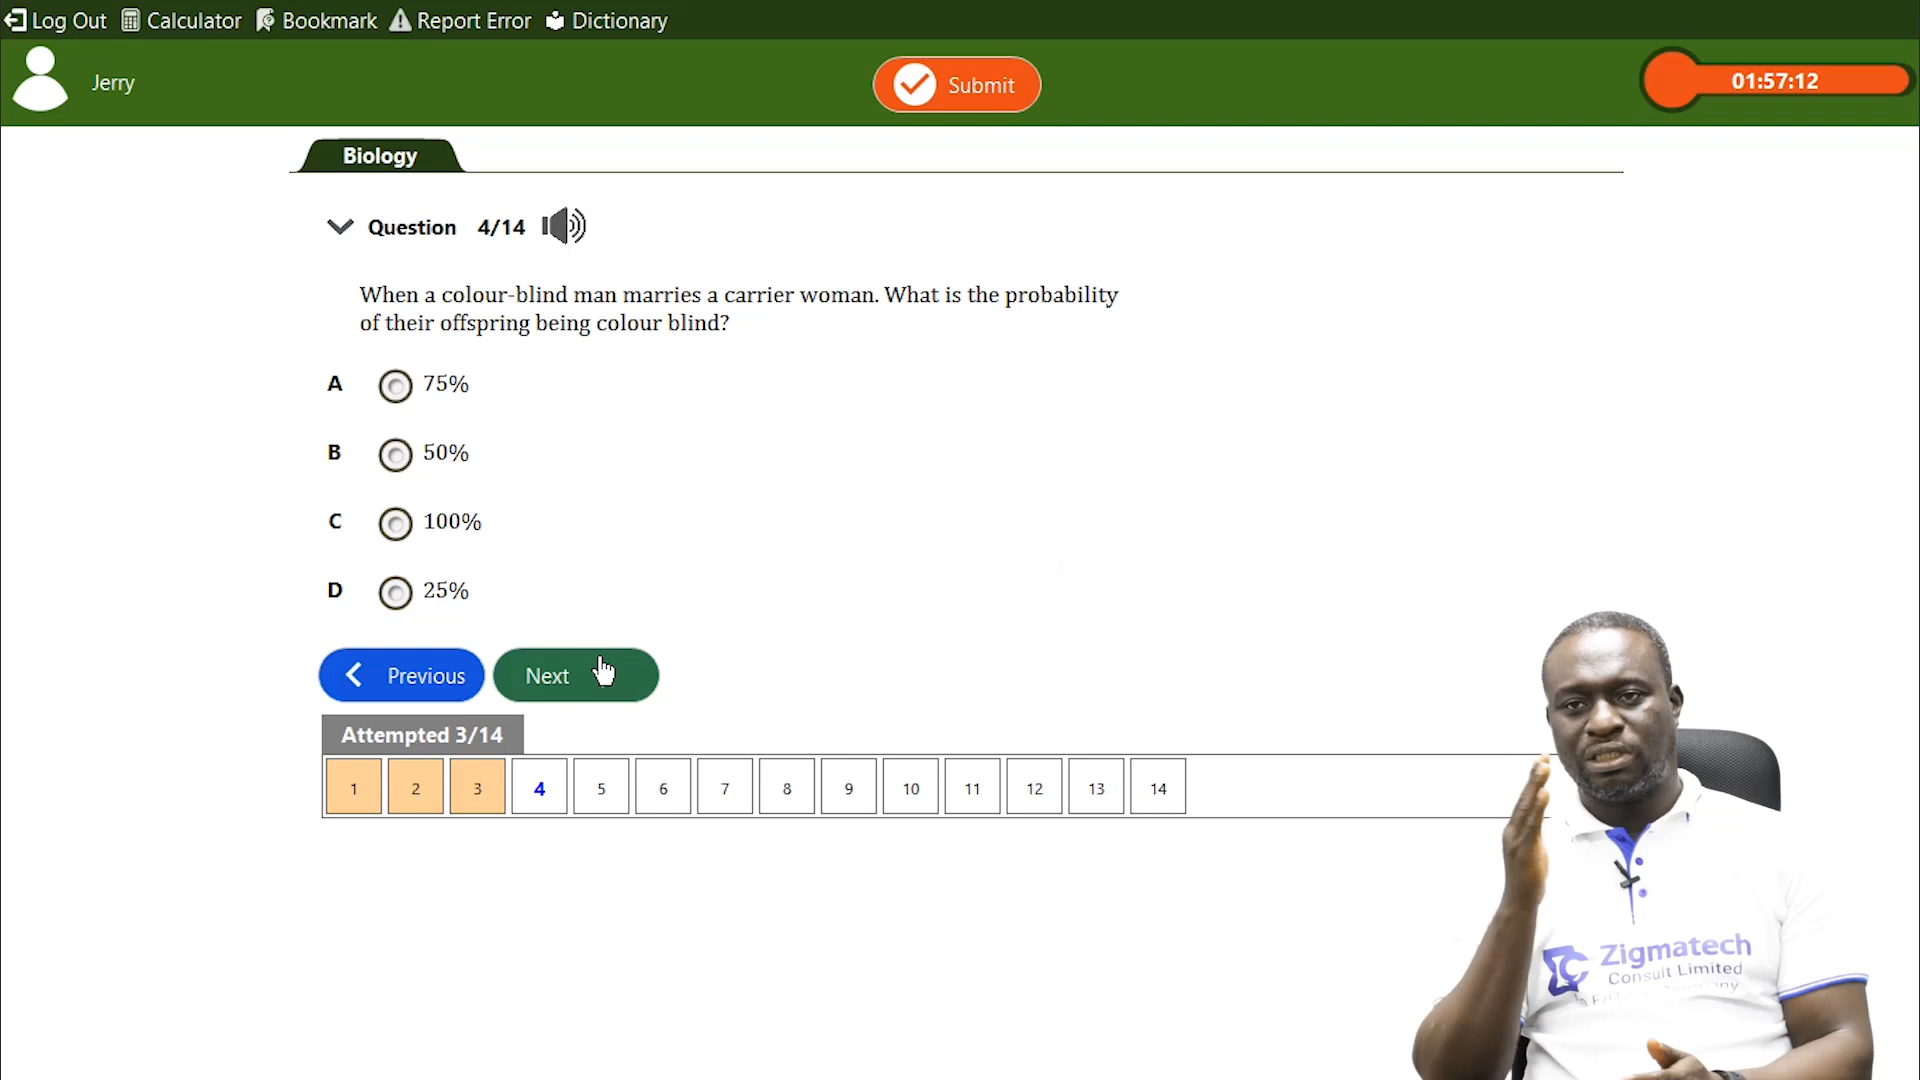 Log Out Calculator Bookmark Report Error Dictionary
Jerry
Submit
01:57:12
Biology
Question 4/14
When a colour-blind man marries a carrier woman. What is the probability
of their offspring being colour blind?
A 75%
B 50%
C 100%
D 25%
Previous Next
Attempted 3/14
1 2 3 4 5 6 7 8 9 10 11 12 13 14
Zigmatech
Consult Limited